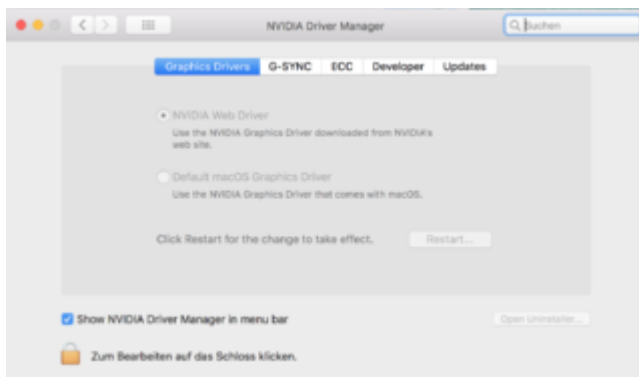 NVIDIA Driver Manager
Suchen
Graphics Drivers G-SYNC ECC Developer Updates
NVIDIA Web Driver
Use the NVIDIA Graphics Driver downloaded from NVIDIA's
web site.
Default macOS Graphics Driver
Use the NVIDIA Graphics Driver that comes with macOS.
Click Restart for the change to take effect. Restart...
Show NVIDIA Driver Manager in menu bar
Open Uninstaller...
Zum Bearbeiten auf das Schloss klicken.